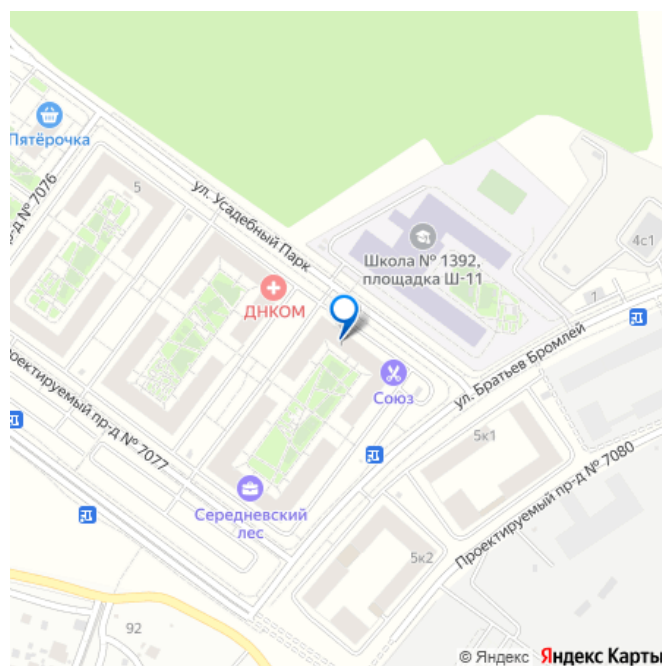 Пятёрочка
пр-д № 7076
5
ул. Усадебный Парк
Школа № 1392,
площадка Ш-11
4с1
1
ДНКОМ
Союз
ул. Братьев Бромлей
роектируемый пр-д № 7077
5к1
Проектируемый пр-д № 7080
Середневский
лес
5к2
92
© Яндекс Яндекс Карты